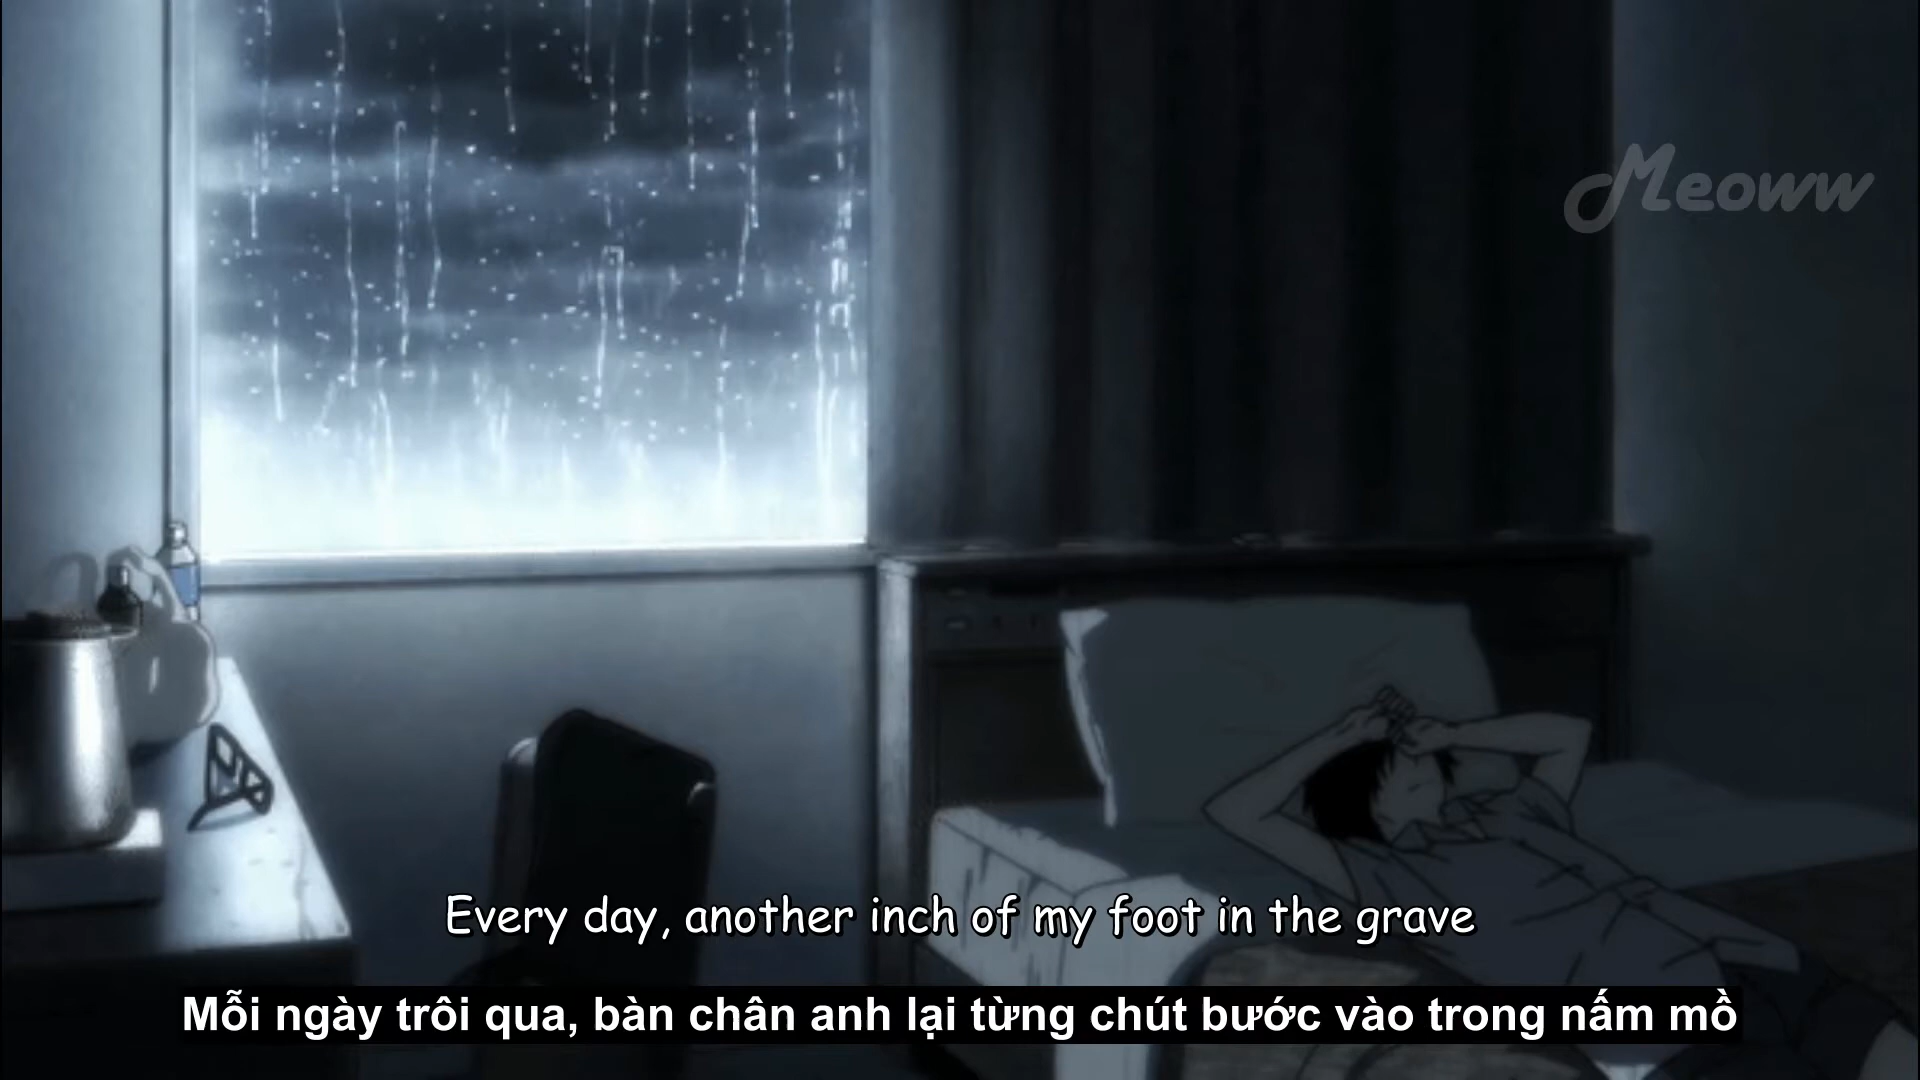 Meoww
Every day, another inch of my foot in the grave
Mỗi ngày trôi qua, bàn chân anh lại từng chút bước vào trong nấm mồ